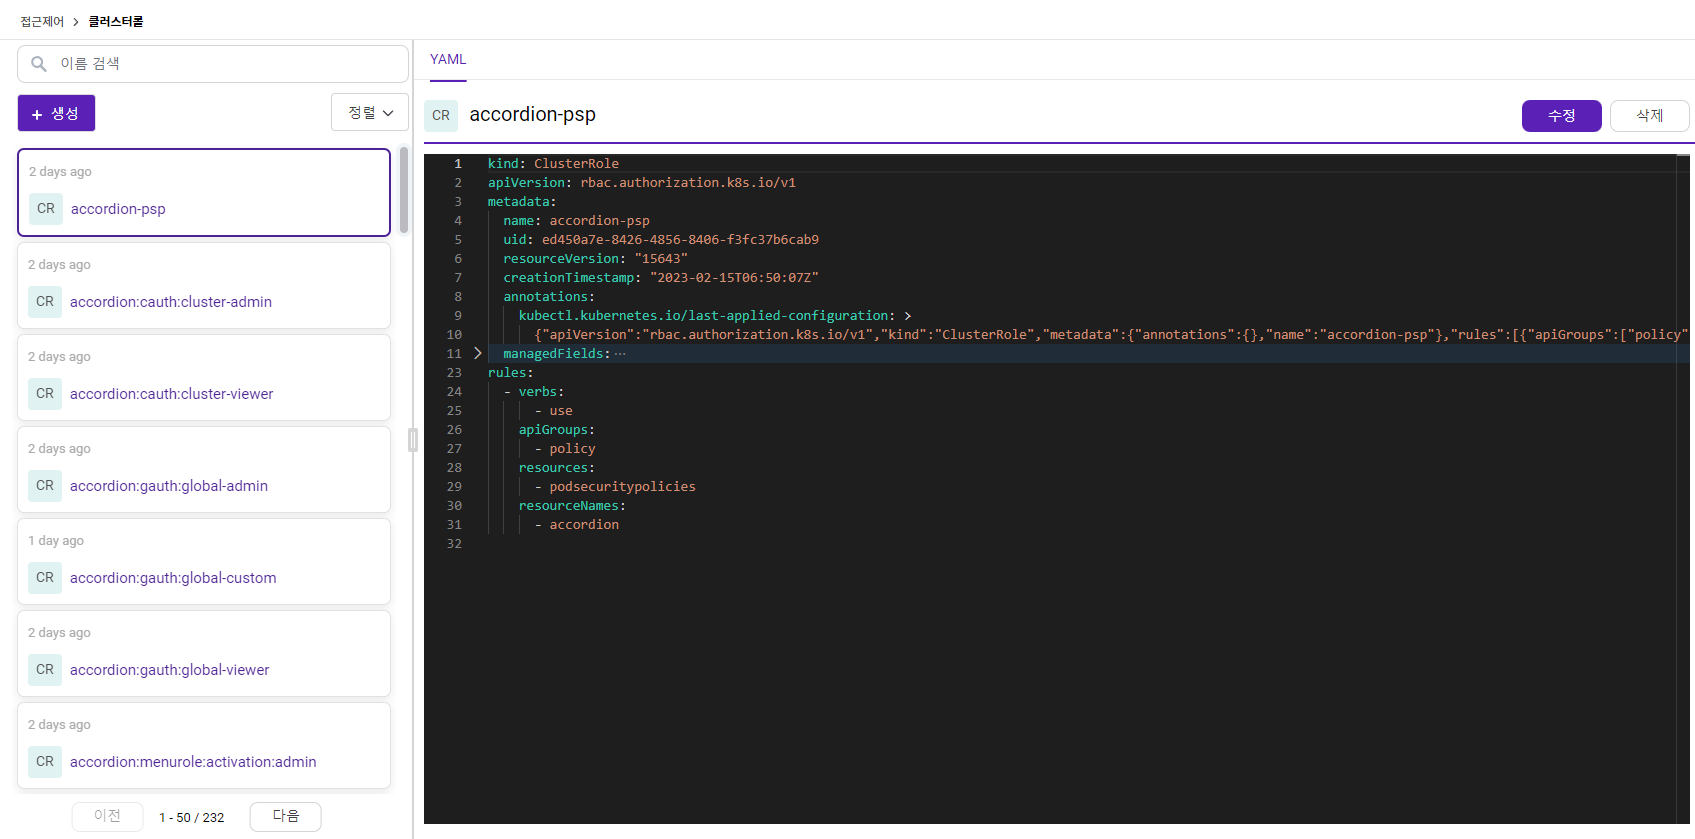 접근제어 > 클러스터롤
이름 검색
+ 생성
정렬
2 days ago
CR accordion-psp
2 days ago
CR accordion:cauth:cluster-admin
2 days ago
CR accordion:cauth:cluster-viewer
2 days ago
CR accordion:gauth:global-admin
1 day ago
CR accordion:gauth:global-custom
2 days ago
CR accordion:gauth:global-viewer
2 days ago
CR accordion:menurole:activation:admin
이전 1 - 50 / 232 다음
YAML
CR accordion-psp 수정 삭제
1 kind: ClusterRole
2 apiVersion: rbac.authorization.k8s.io/v1
3 metadata:
4 name: accordion-psp
5 uid: ed450a7e-8426-4856-8406-f3fc37b6cab9
6 resourceVersion: "15643"
7 creationTimestamp: "2023-02-15T06:50:07Z"
8 annotations:
9 kubectl.kubernetes.io/last-applied-configuration: >
10 {"apiVersion":"rbac.authorization.k8s.io/v1","kind":"ClusterRole","metadata":{"annotations":{},"name":"accordion-psp"},"rules":[{"apiGroups":["policy"
11 > managedFields:⋯
23 rules:
24 - verbs:
25 - use
26 apiGroups:
27 - policy
28 resources:
29 - podsecuritypolicies
30 resourceNames:
31 - accordion
32